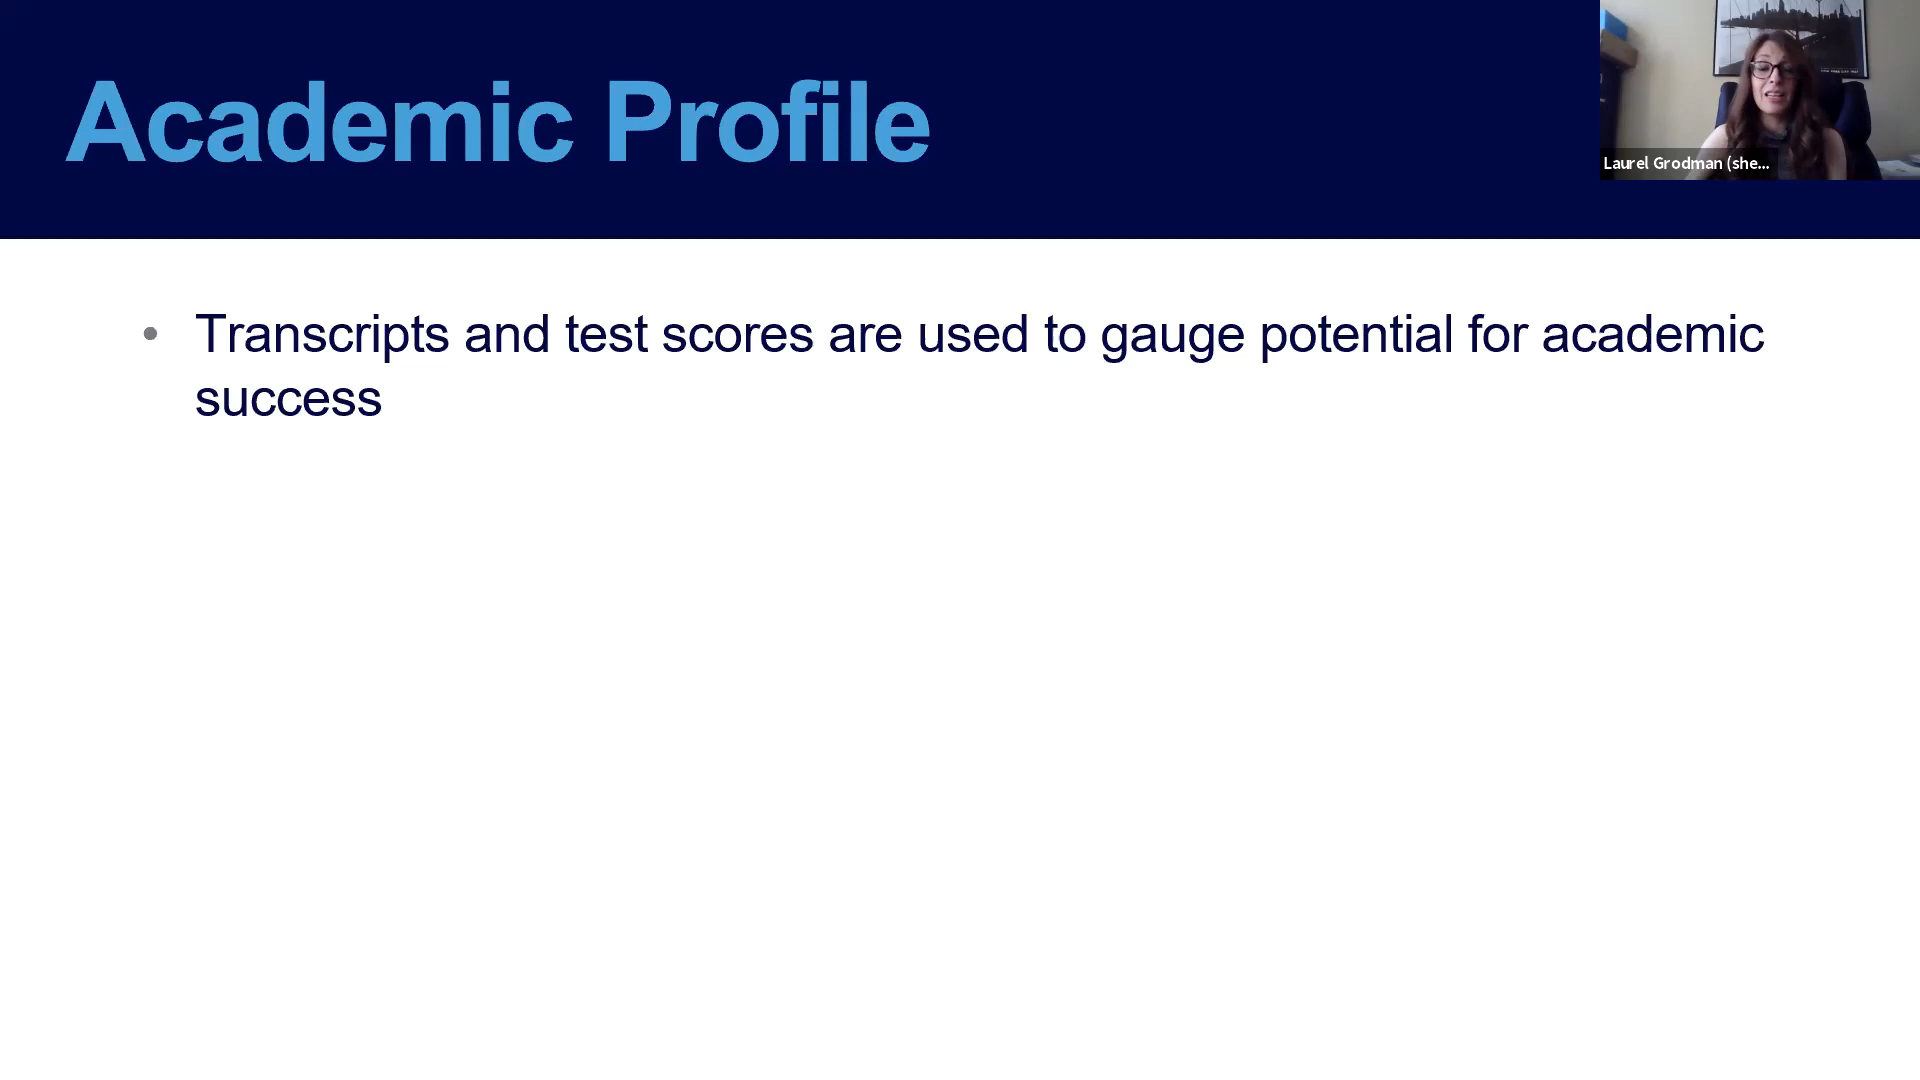 Academic Profile
Laurel Grodman (she...
• Transcripts and test scores are used to gauge potential for academic
success